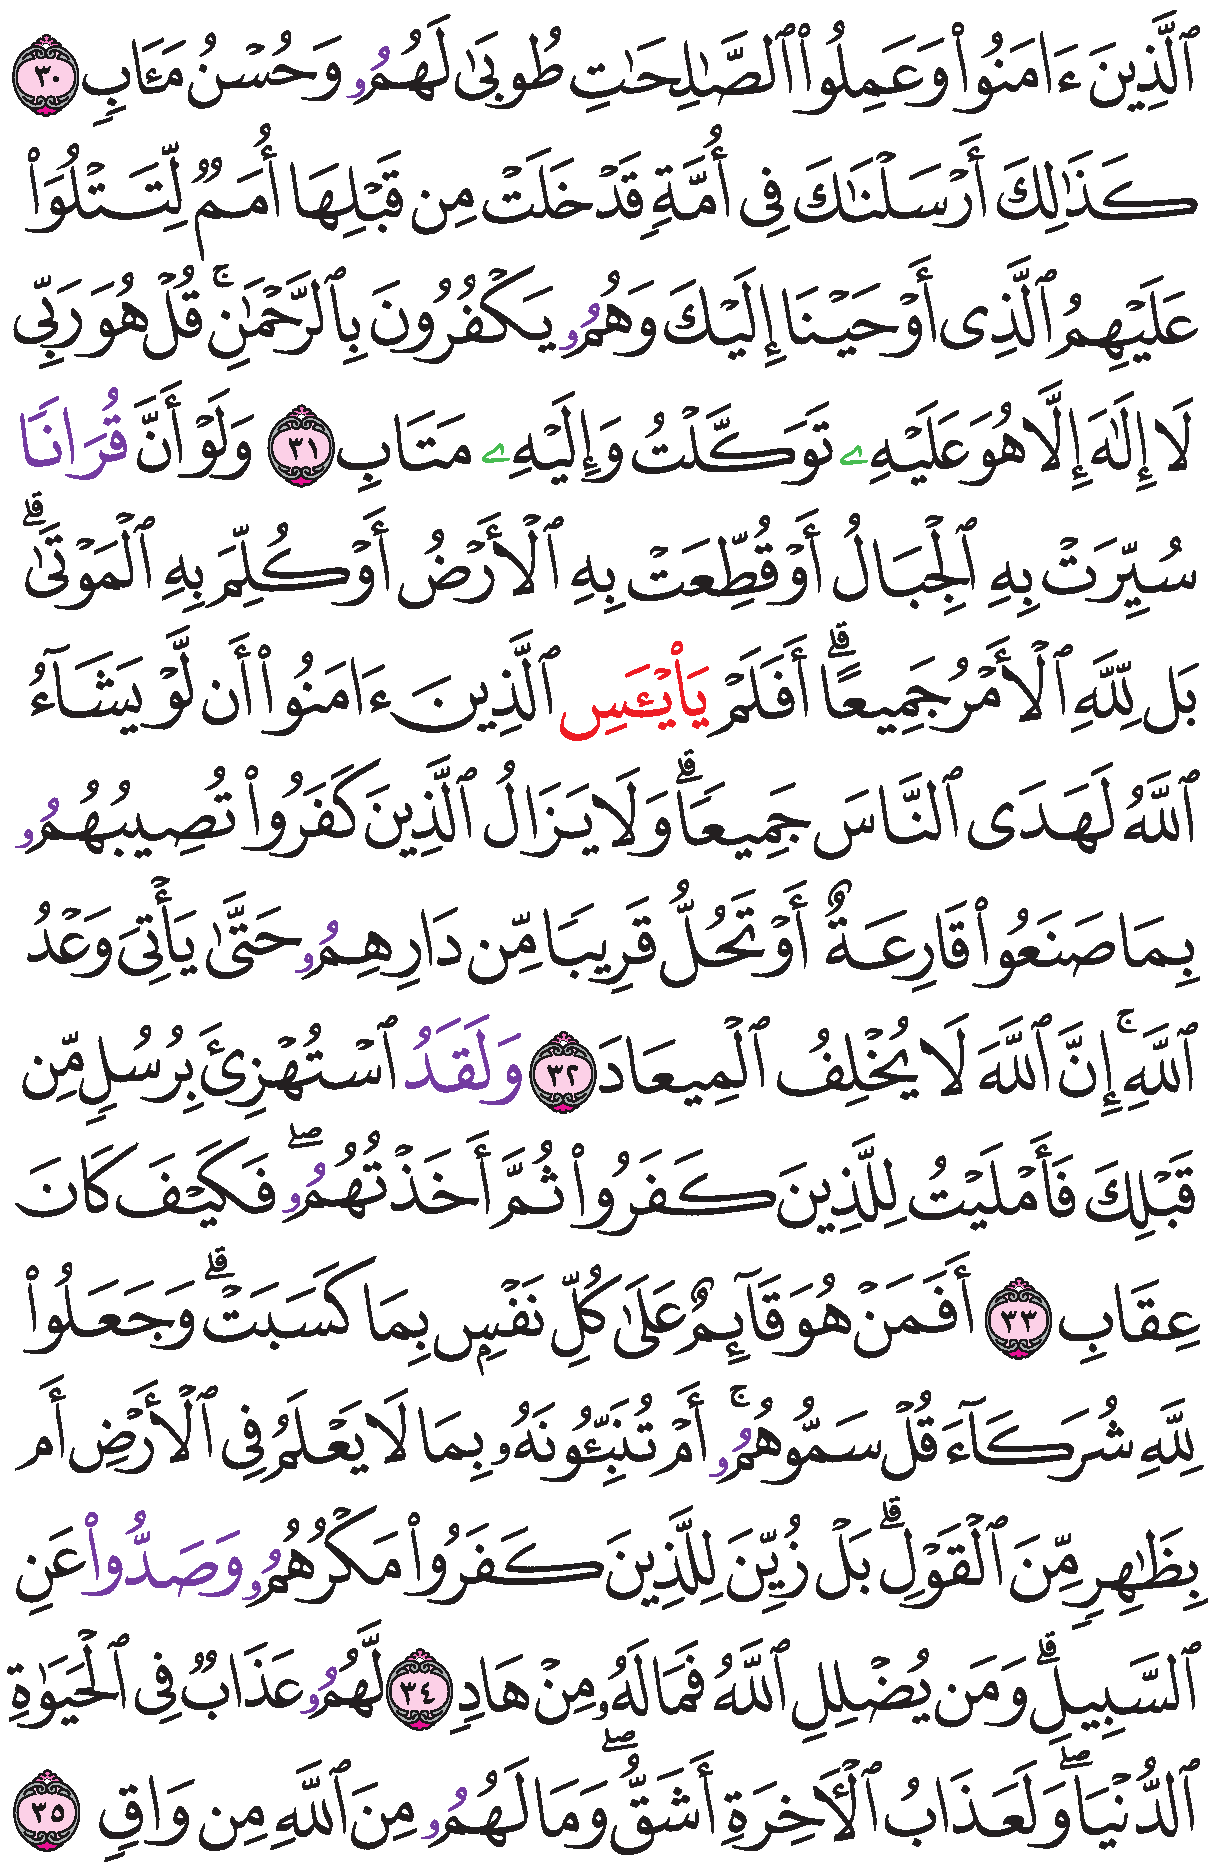 ٱلَّذِينَ ءَامَنُوا۟ وَعَمِلُوا۟ ٱلصَّٰلِحَٰتِ طُوبَىٰ لَهُمُۥ وَحُسْنُ مَـَٔابٍ ٣٠
كَذَٰلِكَ أَرْسَلْنَٰكَ فِى أُمَّةٍ قَدْ خَلَتْ مِن قَبْلِهَا أُمَمٌ لِّتَتْلُوَا۟
عَلَيْهِمُ ٱلَّذِى أَوْحَيْنَا إِلَيْكَ وَهُمُۥ يَكْفُرُونَ بِٱلرَّحْمَٰنِ ۚ قُلْ هُوَ رَبِّى
لَا إِلَٰهَ إِلَّا هُوَ عَلَيْهِۦ تَوَكَّلْتُ وَإِلَيْهِۦ مَتَابِ ٣١ وَلَوْ أَنَّ قُرَانًا
سُيِّرَتْ بِهِ ٱلْجِبَالُ أَوْ قُطِّعَتْ بِهِ ٱلْأَرْضُ أَوْ كُلِّمَ بِهِ ٱلْمَوْتَىٰ ۗ
بَل لِّلَّهِ ٱلْأَمْرُ جَمِيعًا ۗ أَفَلَمْ يَا۟يْـَٔسِ ٱلَّذِينَ ءَامَنُوا۟ أَن لَّوْ يَشَآءُ
ٱللَّهُ لَهَدَى ٱلنَّاسَ جَمِيعًا ۗ وَلَا يَزَالُ ٱلَّذِينَ كَفَرُوا۟ تُصِيبُهُمُۥ
بِمَا صَنَعُوا۟ قَارِعَةٌ أَوْ تَحُلُّ قَرِيبًا مِّن دَارِهِمُۥ حَتَّىٰ يَأْتِىَ وَعْدُ
ٱللَّهِ ۚ إِنَّ ٱللَّهَ لَا يُخْلِفُ ٱلْمِيعَادَ ٣٢ وَلَقَدُ ٱسْتُهْزِئَ بِرُسُلٍ مِّن
قَبْلِكَ فَأَمْلَيْتُ لِلَّذِينَ كَفَرُوا۟ ثُمَّ أَخَذْتُهُمُۥ ۖ فَكَيْفَ كَانَ
عِقَابِ ٣٣ أَفَمَنْ هُوَ قَآئِمٌ عَلَىٰ كُلِّ نَفْسٍۭ بِمَا كَسَبَتْ ۗ وَجَعَلُوا۟
لِلَّهِ شُرَكَآءَ قُلْ سَمُّوهُمُۥ ۚ أَمْ تُنَبِّـُٔونَهُۥ بِمَا لَا يَعْلَمُ فِى ٱلْأَرْضِ أَم
بِظَٰهِرٍ مِّنَ ٱلْقَوْلِ ۗ بَلْ زُيِّنَ لِلَّذِينَ كَفَرُوا۟ مَكْرُهُمُۥ وَصَدُّوا۟ عَنِ
ٱلسَّبِيلِ ۗ وَمَن يُضْلِلِ ٱللَّهُ فَمَا لَهُۥ مِنْ هَادٍ ٣٤ لَّهُمُۥ عَذَابٌ فِى ٱلْحَيَوٰةِ
ٱلدُّنْيَا ۖ وَلَعَذَابُ ٱلْـَٔاخِرَةِ أَشَقُّ ۖ وَمَا لَهُمُۥ مِنَ ٱللَّهِ مِن وَاقٍ ٣٥